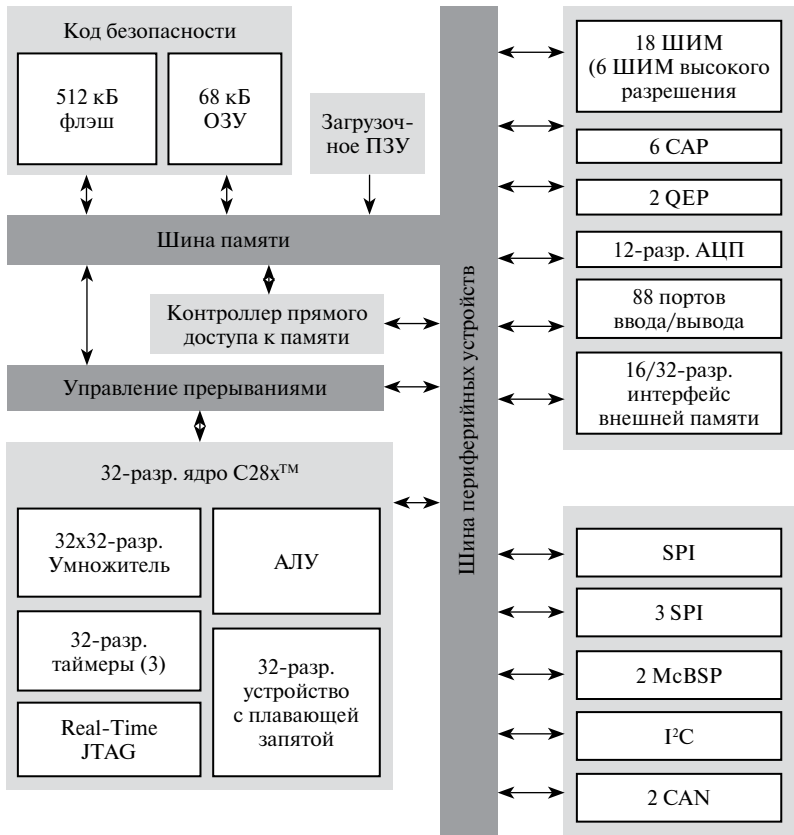 Код безопасности
512 кБ
флэш
68 кБ
ОЗУ
Загрузоч-
ное ПЗУ
Шина памяти
Контроллер прямого
доступа к памяти
Управление прерываниями
32-разр. ядро C28x™
32x32-разр.
Умножитель
АЛУ
32-разр.
таймеры (3)
32-разр.
устройство
с плавающей
запятой
Real-Time
JTAG
Шина периферийных устройств
18 ШИМ
(6 ШИМ высокого
разрешения
6 CAP
2 QEP
12-разр. АЦП
88 портов
ввода/вывода
16/32-разр.
интерфейс
внешней памяти
SPI
3 SPI
2 McBSP
I²C
2 CAN